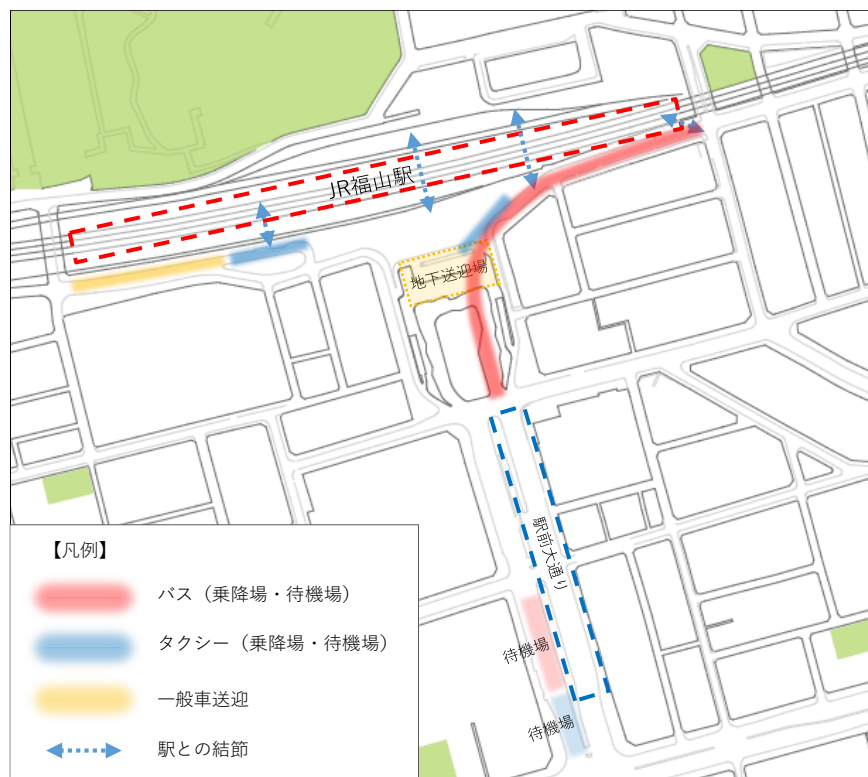 JR福山駅
地下送迎場
駅前大通り
待機場
待機場
【凡例】
バス（乗降場・待機場）
タクシー（乗降場・待機場）
一般車送迎
駅との結節